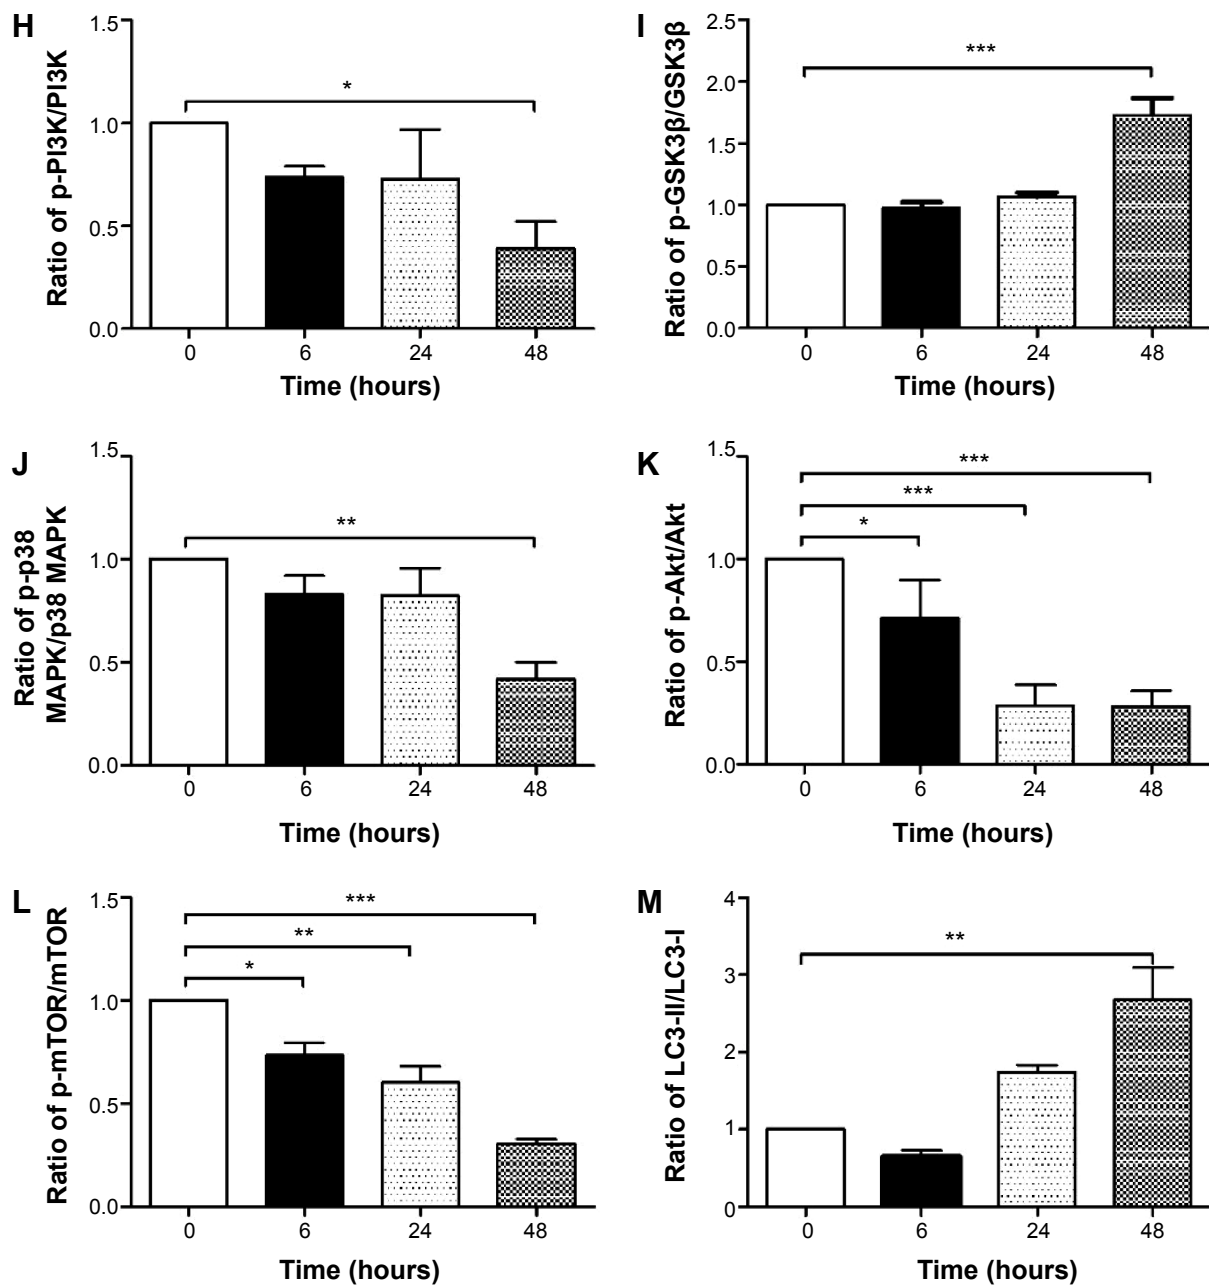 H
Ratio of p-PI3K/PI3K
1.5
1.0
0.5
0.0
*
0 6 24 48
Time (hours)
I
Ratio of p-GSK3β/GSK3β
2.5
2.0
1.5
1.0
0.5
0.0
***
0 6 24 48
Time (hours)
J
Ratio of p-p38
MAPK/p38 MAPK
1.5
1.0
0.5
0.0
**
0 6 24 48
Time (hours)
K
Ratio of p-Akt/Akt
1.5
1.0
0.5
0.0
***
***
*
0 6 24 48
Time (hours)
L
Ratio of p-mTOR/mTOR
1.5
1.0
0.5
0.0
***
**
*
0 6 24 48
Time (hours)
M
Ratio of LC3-II/LC3-I
4
3
2
1
0
**
0 6 24 48
Time (hours)